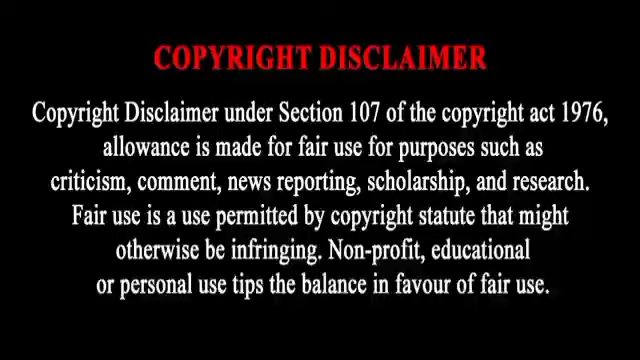 COPYRIGHT DISCLAIMER
Copyright Disclaimer under Section 107 of the copyright act 1976,
allowance is made for fair use for purposes such as
criticism, comment, news reporting, scholarship, and research.
Fair use is a use permitted by copyright statute that might
otherwise be infringing. Non-profit, educational
or personal use tips the balance in favour of fair use.